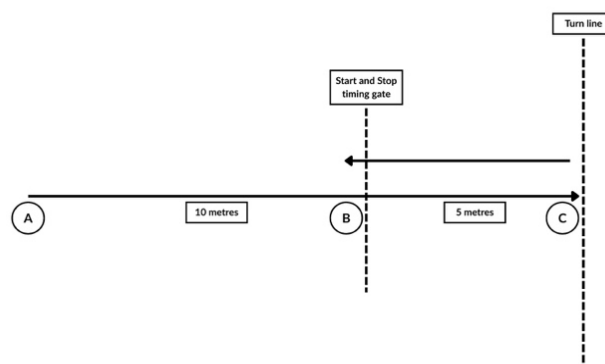 Turn line
Start and Stop
timing gate
A
10 metres
B
5 metres
C